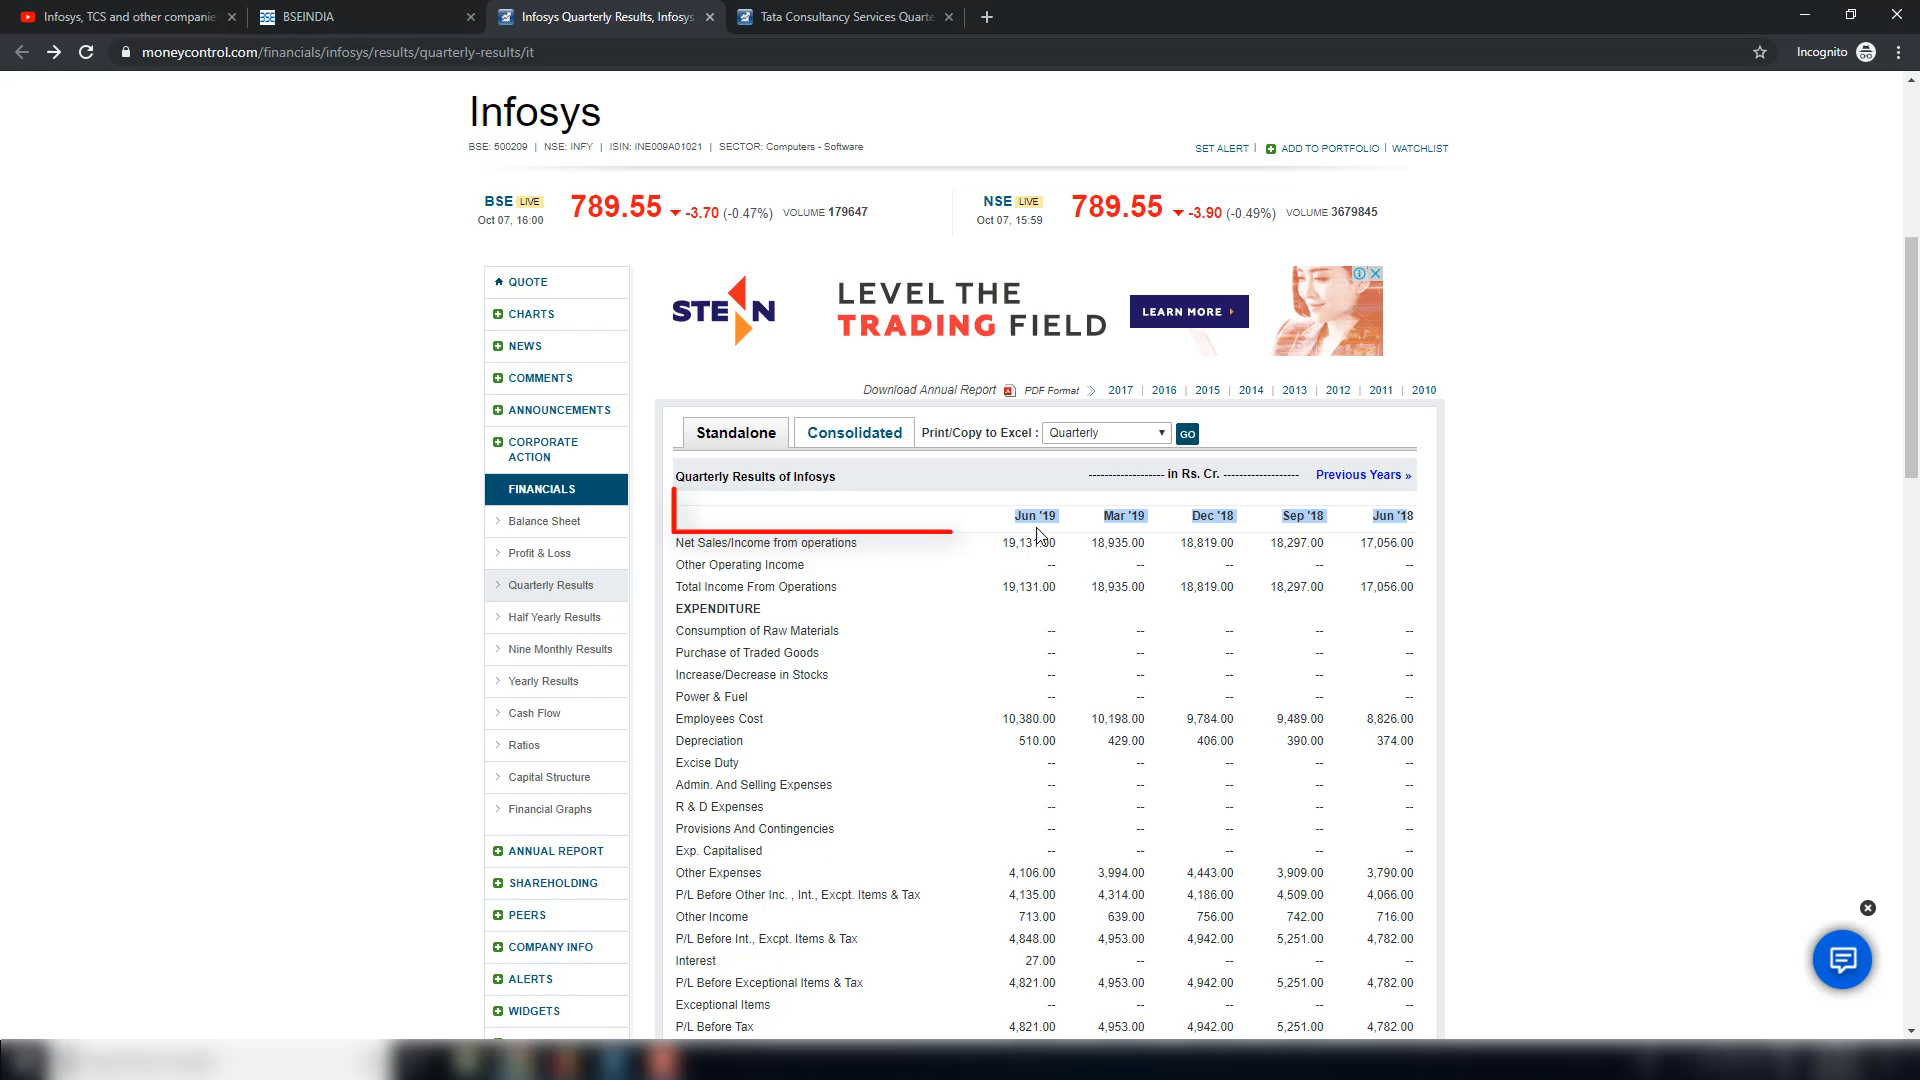 Infosys, TCS and other companie
BSEINDIA
Infosys Quarterly Results, Infosys
Tata Consultancy Services Quarte
moneycontrol.com/financials/infosys/results/quarterly-results/it
Incognito
Infosys
BSE: 500209 | NSE: INFY | ISIN: INE009A01021 | SECTOR: Computers - Software
SET ALERT | ADD TO PORTFOLIO | WATCHLIST
BSE LIVE 789.55 -3.70 (-0.47%) VOLUME 179647
Oct 07, 16:00
NSE LIVE 789.55 -3.90 (-0.49%) VOLUME 3679845
Oct 07, 15:59
QUOTE
CHARTS
NEWS
COMMENTS
ANNOUNCEMENTS
CORPORATE
ACTION
FINANCIALS
Balance Sheet
Profit & Loss
Quarterly Results
Half Yearly Results
Nine Monthly Results
Yearly Results
Cash Flow
Ratios
Capital Structure
Financial Graphs
ANNUAL REPORT
SHAREHOLDING
PEERS
COMPANY INFO
ALERTS
WIDGETS
LEVEL THE
TRADING FIELD
LEARN MORE
Download Annual Report PDF Format 2017 | 2016 | 2015 | 2014 | 2013 | 2012 | 2011 | 2010
Standalone Consolidated Print/Copy to Excel : Quarterly GO
Quarterly Results of Infosys ------------------- in Rs. Cr. ------------------- Previous Years »
Jun '19 Mar '19 Dec '18 Sep '18 Jun '18
Net Sales/Income from operations 19,131.00 18,935.00 18,819.00 18,297.00 17,056.00
Other Operating Income -- -- -- -- --
Total Income From Operations 19,131.00 18,935.00 18,819.00 18,297.00 17,056.00
EXPENDITURE
Consumption of Raw Materials -- -- -- -- --
Purchase of Traded Goods -- -- -- -- --
Increase/Decrease in Stocks -- -- -- -- --
Power & Fuel -- -- -- -- --
Employees Cost 10,380.00 10,198.00 9,784.00 9,489.00 8,826.00
Depreciation 510.00 429.00 406.00 390.00 374.00
Excise Duty -- -- -- -- --
Admin. And Selling Expenses -- -- -- -- --
R & D Expenses -- -- -- -- --
Provisions And Contingencies -- -- -- -- --
Exp. Capitalised -- -- -- -- --
Other Expenses 4,106.00 3,994.00 4,443.00 3,909.00 3,790.00
P/L Before Other Inc. , Int., Excpt. Items & Tax 4,135.00 4,314.00 4,186.00 4,509.00 4,066.00
Other Income 713.00 639.00 756.00 742.00 716.00
P/L Before Int., Excpt. Items & Tax 4,848.00 4,953.00 4,942.00 5,251.00 4,782.00
Interest 27.00 -- -- -- --
P/L Before Exceptional Items & Tax 4,821.00 4,953.00 4,942.00 5,251.00 4,782.00
Exceptional Items -- -- -- -- --
P/L Before Tax 4,821.00 4,953.00 4,942.00 5,251.00 4,782.00